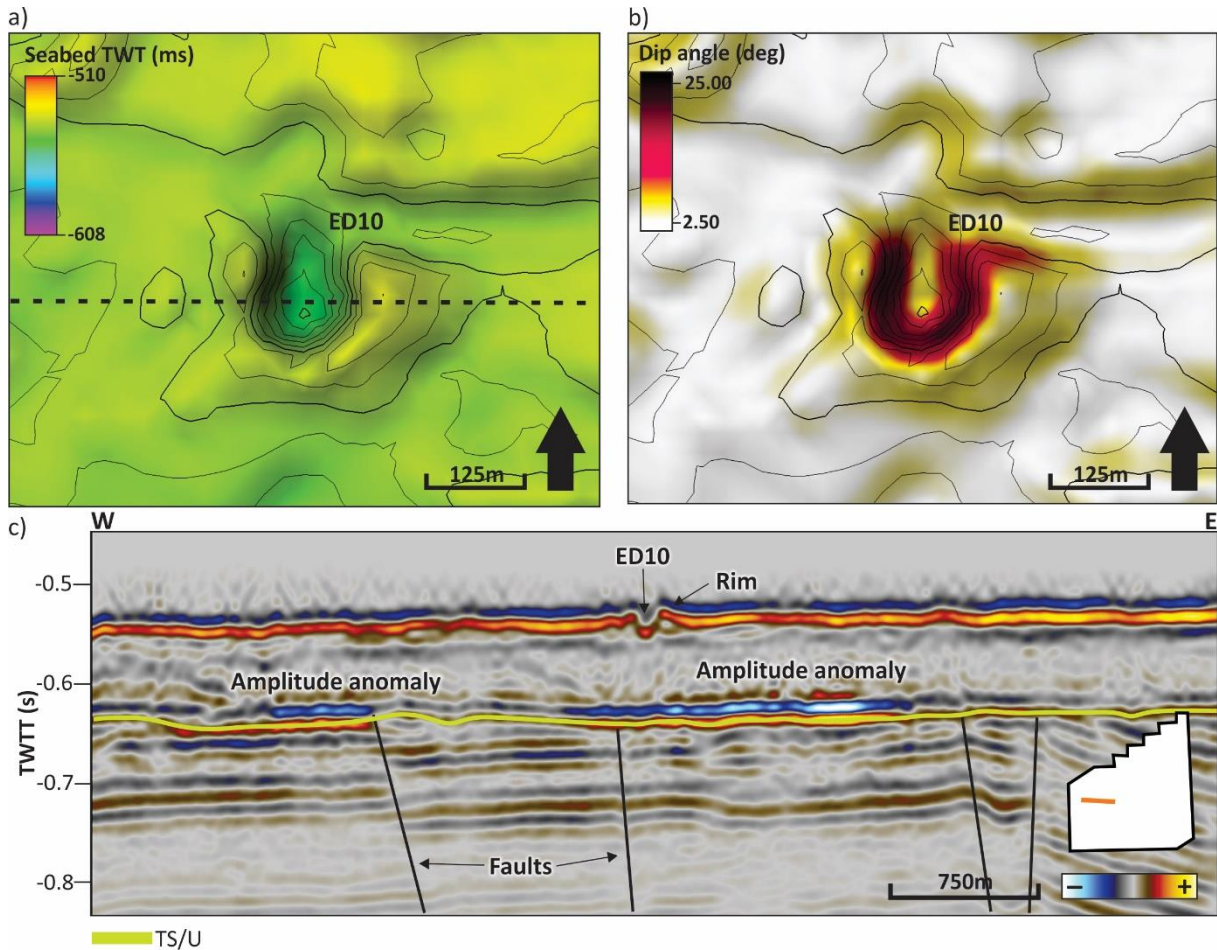 a)
Seabed TWT (ms)
-510
-608
ED10
125m
b)
Dip angle (deg)
25.00
2.50
ED10
125m
c)
W
E
ED10
Rim
-0.5
Amplitude anomaly
Amplitude anomaly
-0.6
TWTT (s)
-0.7
Faults
-0.8
750m
− +
TS/U